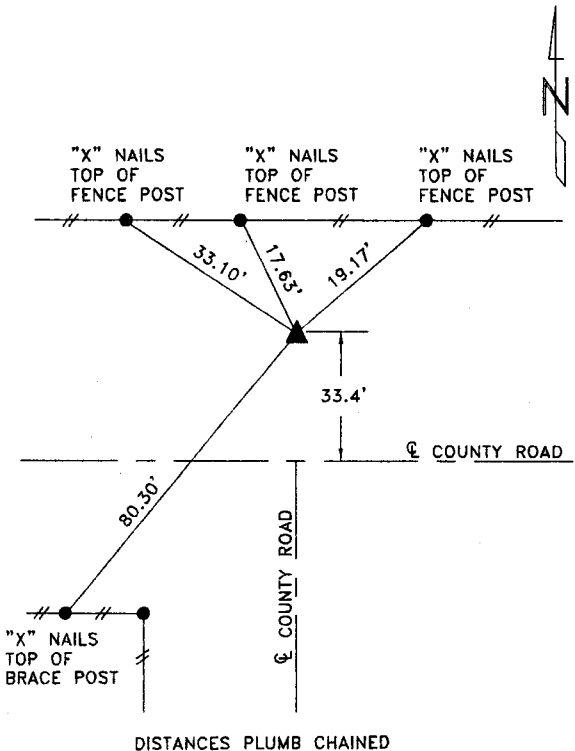 N
"X" NAILS
TOP OF
FENCE POST
"X" NAILS
TOP OF
FENCE POST
"X" NAILS
TOP OF
FENCE POST
33.10'
17.63'
19.17'
33.4'
℄ COUNTY ROAD
80.30'
℄ COUNTY ROAD
"X" NAILS
TOP OF
BRACE POST
DISTANCES PLUMB CHAINED